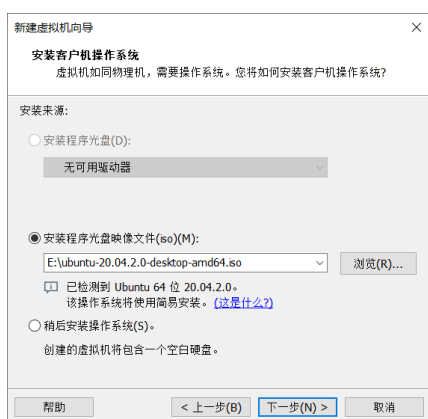 新建虚拟机向导
安装客户机操作系统
虚拟机如同物理机，需要操作系统。您将如何安装客户机操作系统?
安装来源:
安装程序光盘(D):
无可用驱动器
安装程序光盘映像文件(iso)(M):
E:\ubuntu-20.04.2.0-desktop-amd64.iso
浏览(R)...
已检测到 Ubuntu 64 位 20.04.2.0。
该操作系统将使用简易安装。(这是什么?)
稍后安装操作系统(S)。
创建的虚拟机将包含一个空白硬盘。
帮助 < 上一步(B) 下一步(N) > 取消